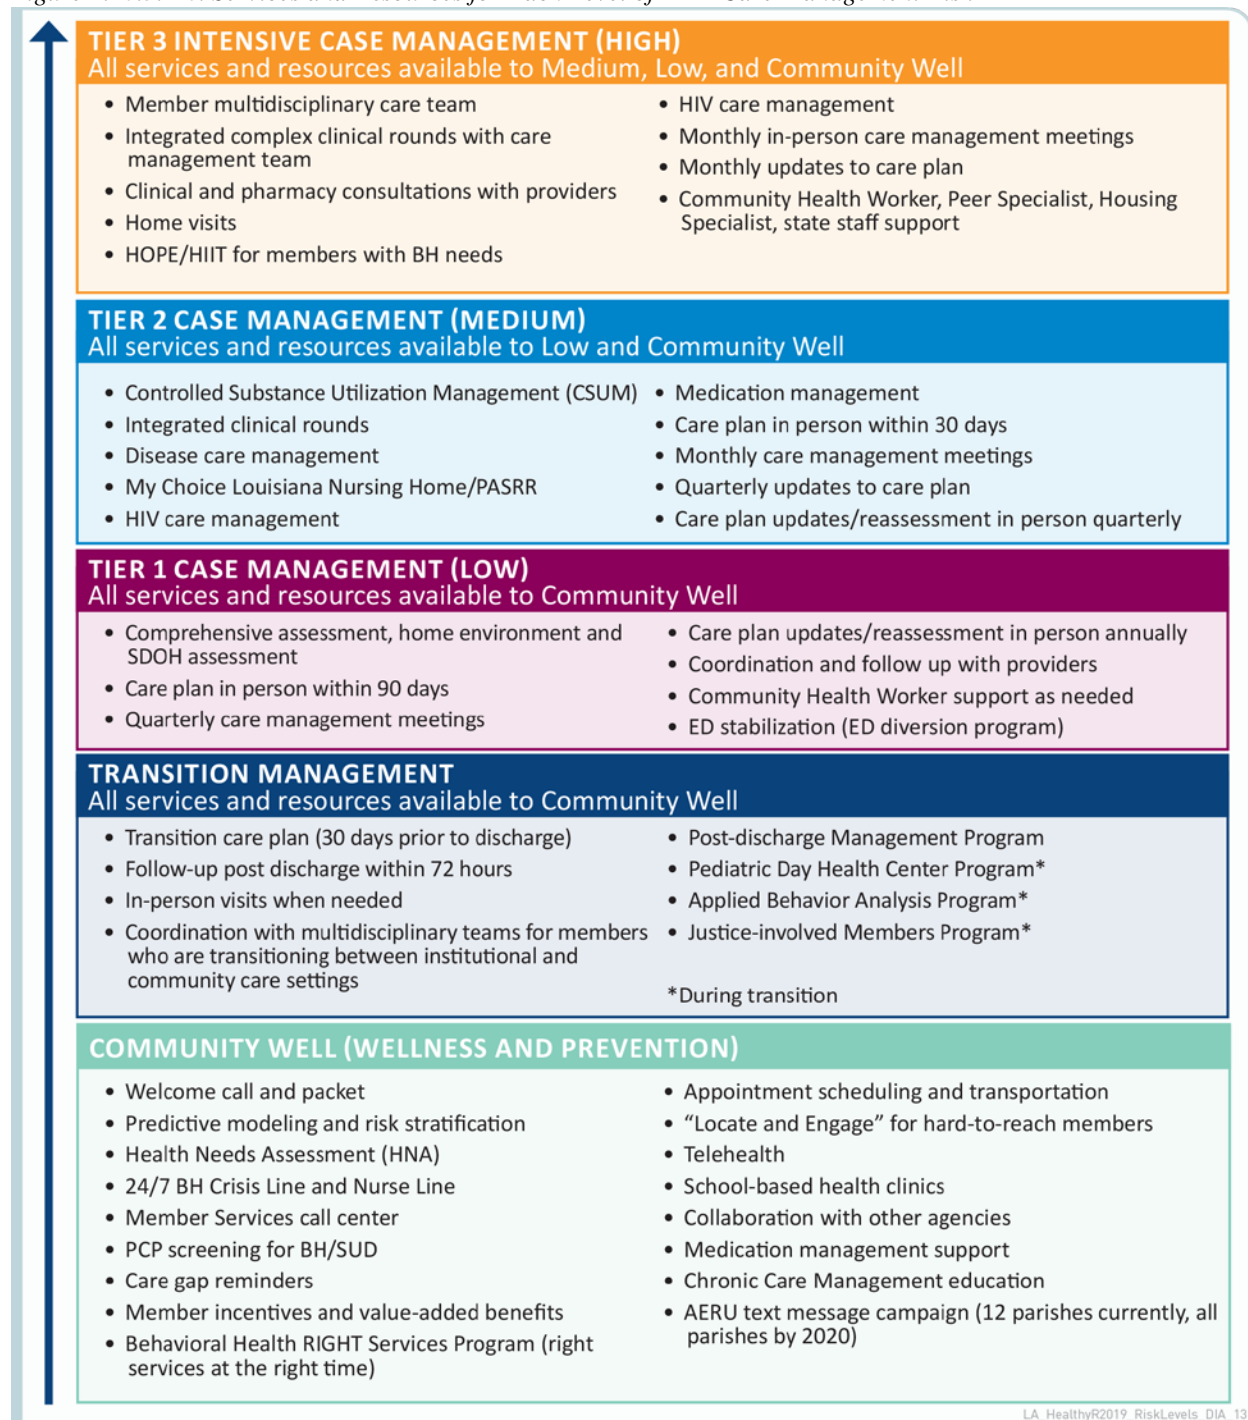 TIER 3 INTENSIVE CASE MANAGEMENT (HIGH)
All services and resources available to Medium, Low, and Community Well
• Member multidisciplinary care team
• Integrated complex clinical rounds with care
management team
• Clinical and pharmacy consultations with providers
• Home visits
• HOPE/HIIT for members with BH needs
• HIV care management
• Monthly in-person care management meetings
• Monthly updates to care plan
• Community Health Worker, Peer Specialist, Housing
Specialist, state staff support
TIER 2 CASE MANAGEMENT (MEDIUM)
All services and resources available to Low and Community Well
• Controlled Substance Utilization Management (CSUM)
• Integrated clinical rounds
• Disease care management
• My Choice Louisiana Nursing Home/PASRR
• HIV care management
• Medication management
• Care plan in person within 30 days
• Monthly care management meetings
• Quarterly updates to care plan
• Care plan updates/reassessment in person quarterly
TIER 1 CASE MANAGEMENT (LOW)
All services and resources available to Community Well
• Comprehensive assessment, home environment and
SDOH assessment
• Care plan in person within 90 days
• Quarterly care management meetings
• Care plan updates/reassessment in person annually
• Coordination and follow up with providers
• Community Health Worker support as needed
• ED stabilization (ED diversion program)
TRANSITION MANAGEMENT
All services and resources available to Community Well
• Transition care plan (30 days prior to discharge)
• Follow-up post discharge within 72 hours
• In-person visits when needed
• Coordination with multidisciplinary teams for members
who are transitioning between institutional and
community care settings
• Post-discharge Management Program
• Pediatric Day Health Center Program*
• Applied Behavior Analysis Program*
• Justice-involved Members Program*
*During transition
COMMUNITY WELL (WELLNESS AND PREVENTION)
• Welcome call and packet
• Predictive modeling and risk stratification
• Health Needs Assessment (HNA)
• 24/7 BH Crisis Line and Nurse Line
• Member Services call center
• PCP screening for BH/SUD
• Care gap reminders
• Member incentives and value-added benefits
• Behavioral Health RIGHT Services Program (right
services at the right time)
• Appointment scheduling and transportation
• “Locate and Engage” for hard-to-reach members
• Telehealth
• School-based health clinics
• Collaboration with other agencies
• Medication management support
• Chronic Care Management education
• AERU text message campaign (12 parishes currently, all
parishes by 2020)
LA_HealthyR2019_RiskLevels_DIA_13